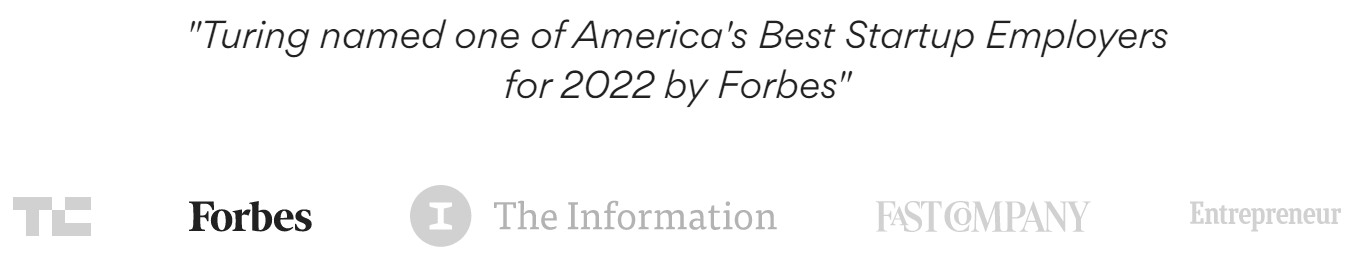 "Turing named one of America's Best Startup Employers
for 2022 by Forbes"
TC Forbes I The Information FAST COMPANY Entrepreneur